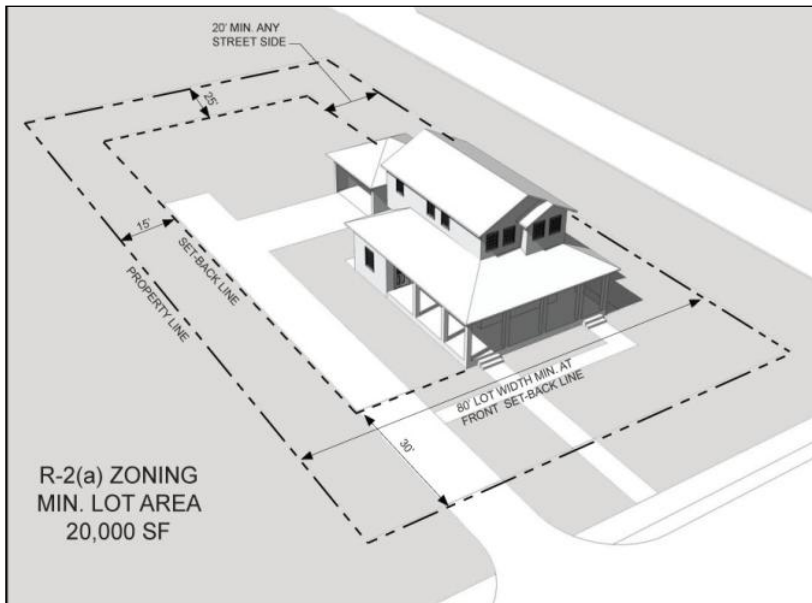 20' MIN. ANY
STREET SIDE
25'
15'
SET-BACK LINE
PROPERTY LINE
80' LOT WIDTH MIN. AT
FRONT SET-BACK LINE
30'
R-2(a) ZONING
MIN. LOT AREA
20,000 SF